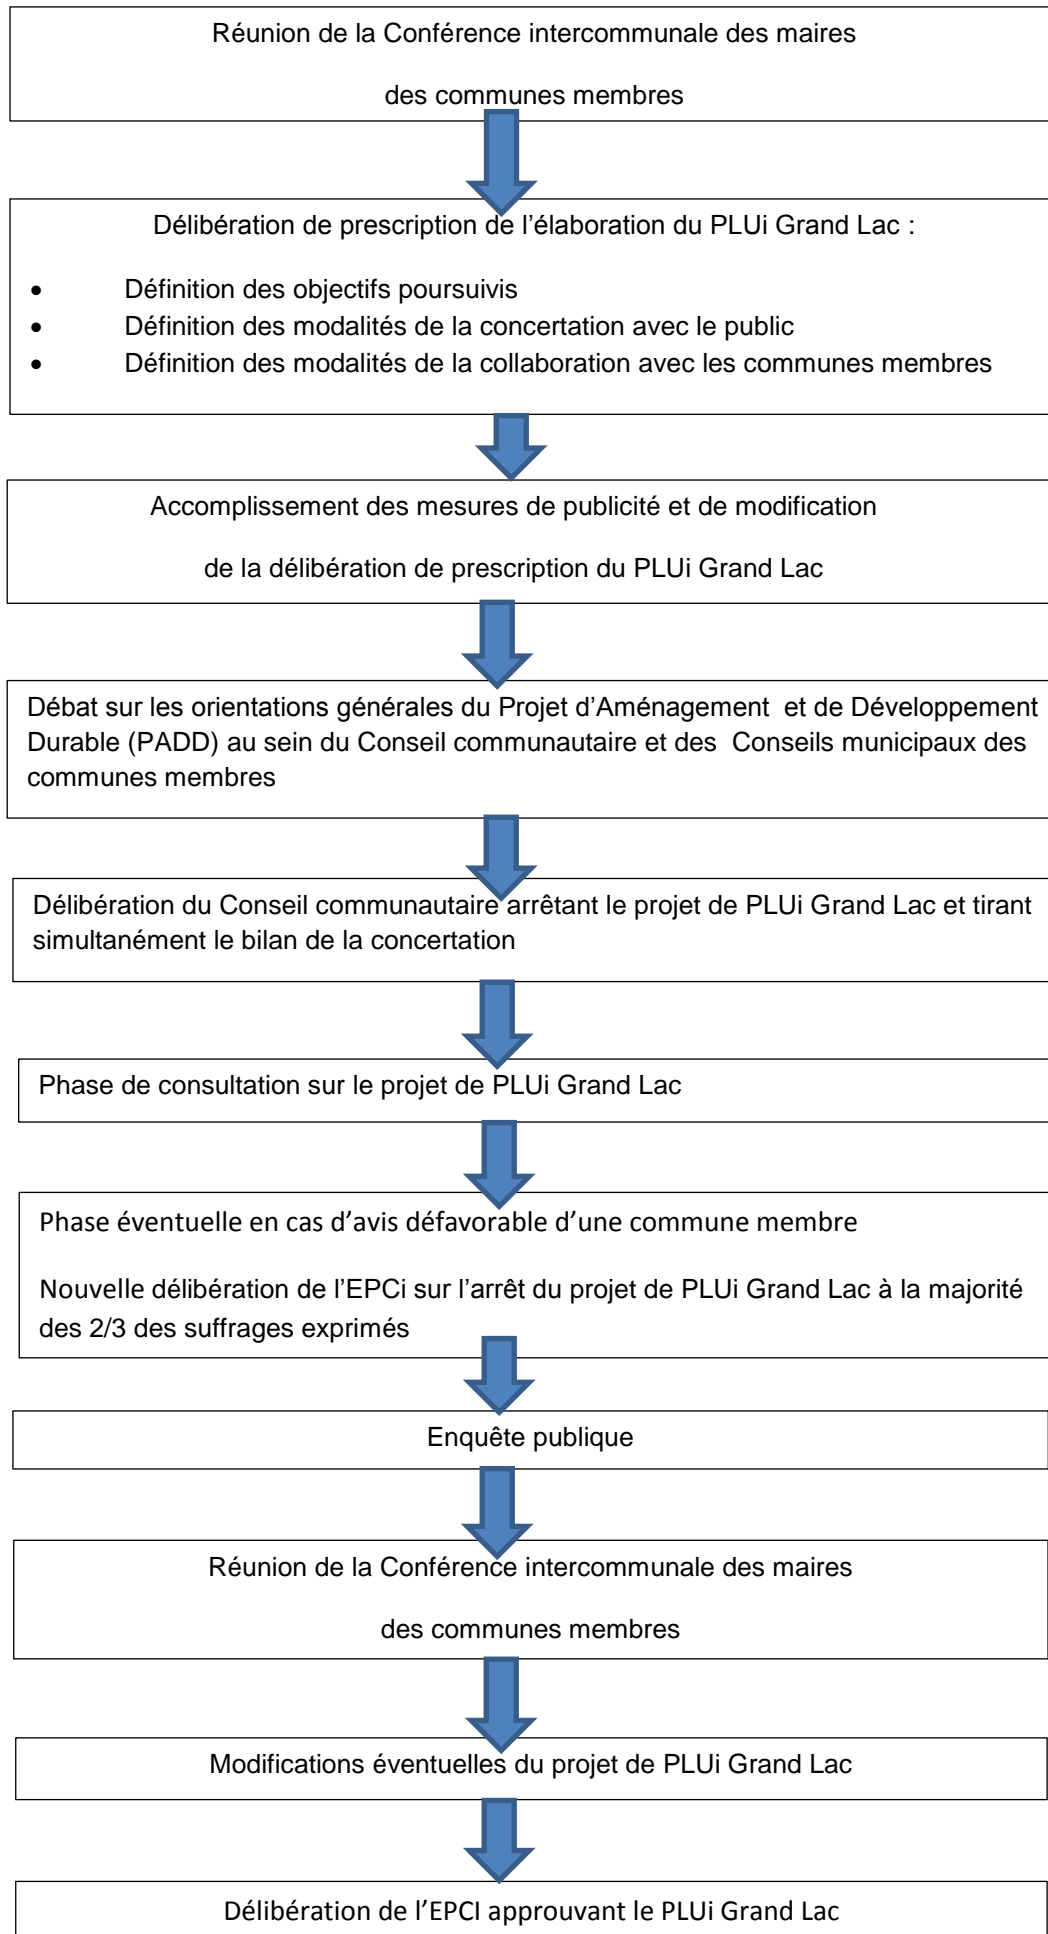 Réunion de la Conférence intercommunale des maires
des communes membres
Délibération de prescription de l’élaboration du PLUi Grand Lac :
• Définition des objectifs poursuivis
• Définition des modalités de la concertation avec le public
• Définition des modalités de la collaboration avec les communes membres
Accomplissement des mesures de publicité et de modification
de la délibération de prescription du PLUi Grand Lac
Débat sur les orientations générales du Projet d’Aménagement et de Développement
Durable (PADD) au sein du Conseil communautaire et des Conseils municipaux des
communes membres
Délibération du Conseil communautaire arrêtant le projet de PLUi Grand Lac et tirant
simultanément le bilan de la concertation
Phase de consultation sur le projet de PLUi Grand Lac
Phase éventuelle en cas d’avis défavorable d’une commune membre
Nouvelle délibération de l’EPCi sur l’arrêt du projet de PLUi Grand Lac à la majorité
des 2/3 des suffrages exprimés
Enquête publique
Réunion de la Conférence intercommunale des maires
des communes membres
Modifications éventuelles du projet de PLUi Grand Lac
Délibération de l’EPCI approuvant le PLUi Grand Lac